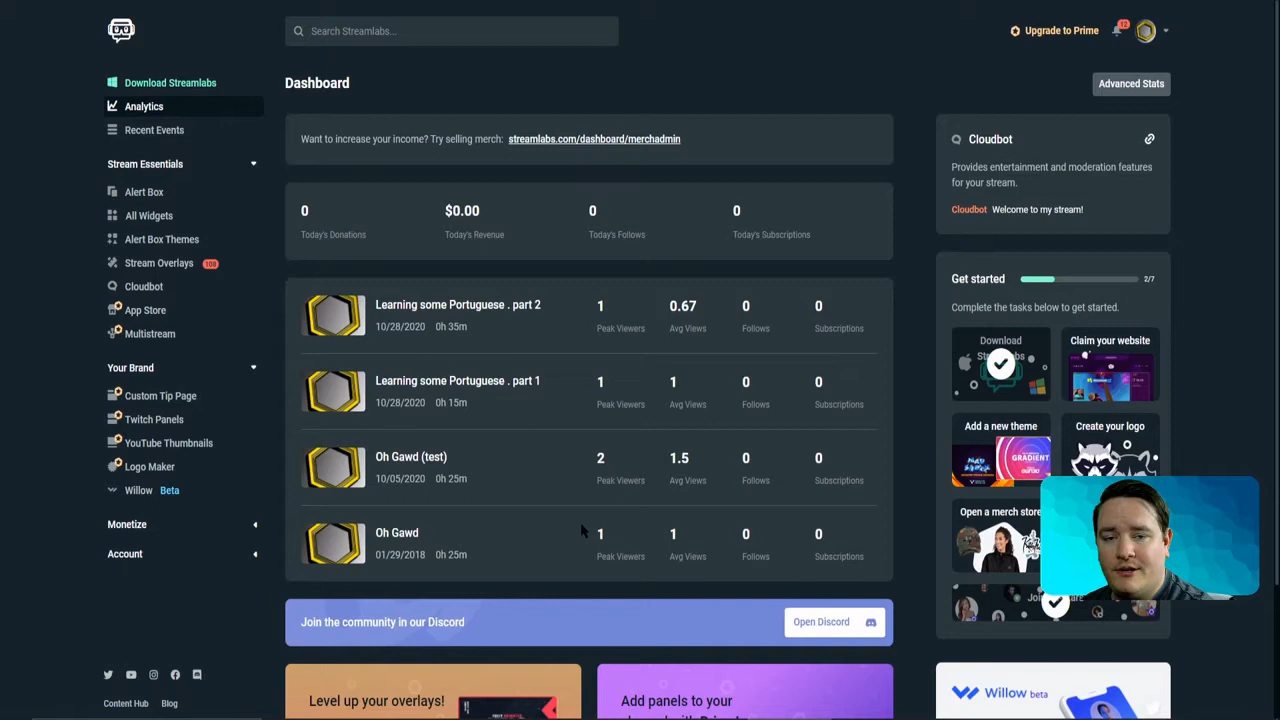 Search Streamlabs...
Upgrade to Prime
12
Download Streamlabs
Analytics
Recent Events
Stream Essentials
Alert Box
All Widgets
Alert Box Themes
Stream Overlays 108
Cloudbot
App Store
Multistream
Your Brand
Custom Tip Page
Twitch Panels
YouTube Thumbnails
Logo Maker
Willow Beta
Monetize
Account
Content Hub Blog
Dashboard
Advanced Stats
Want to increase your income? Try selling merch: streamlabs.com/dashboard/merchadmin
0 $0.00 0 0
Today's Donations Today's Revenue Today's Follows Today's Subscriptions
Learning some Portuguese . part 2 1 0.67 0 0
10/28/2020 0h 35m Peak Viewers Avg Views Follows Subscriptions
Learning some Portuguese . part 1 1 1 0 0
10/28/2020 0h 15m Peak Viewers Avg Views Follows Subscriptions
Oh Gawd (test) 2 1.5 0 0
10/05/2020 0h 25m Peak Viewers Avg Views Follows Subscriptions
Oh Gawd 1 1 0 0
01/29/2018 0h 25m Peak Viewers Avg Views Follows Subscriptions
Join the community in our Discord
Open Discord
Level up your overlays!
Add panels to your
Cloudbot
Provides entertainment and moderation features
for your stream.
Cloudbot Welcome to my stream!
Get started 2/7
Complete the tasks below to get started.
Download
Claim your website
Add a new theme
GRADIENT
Create your logo
Open a merch store
Willow beta